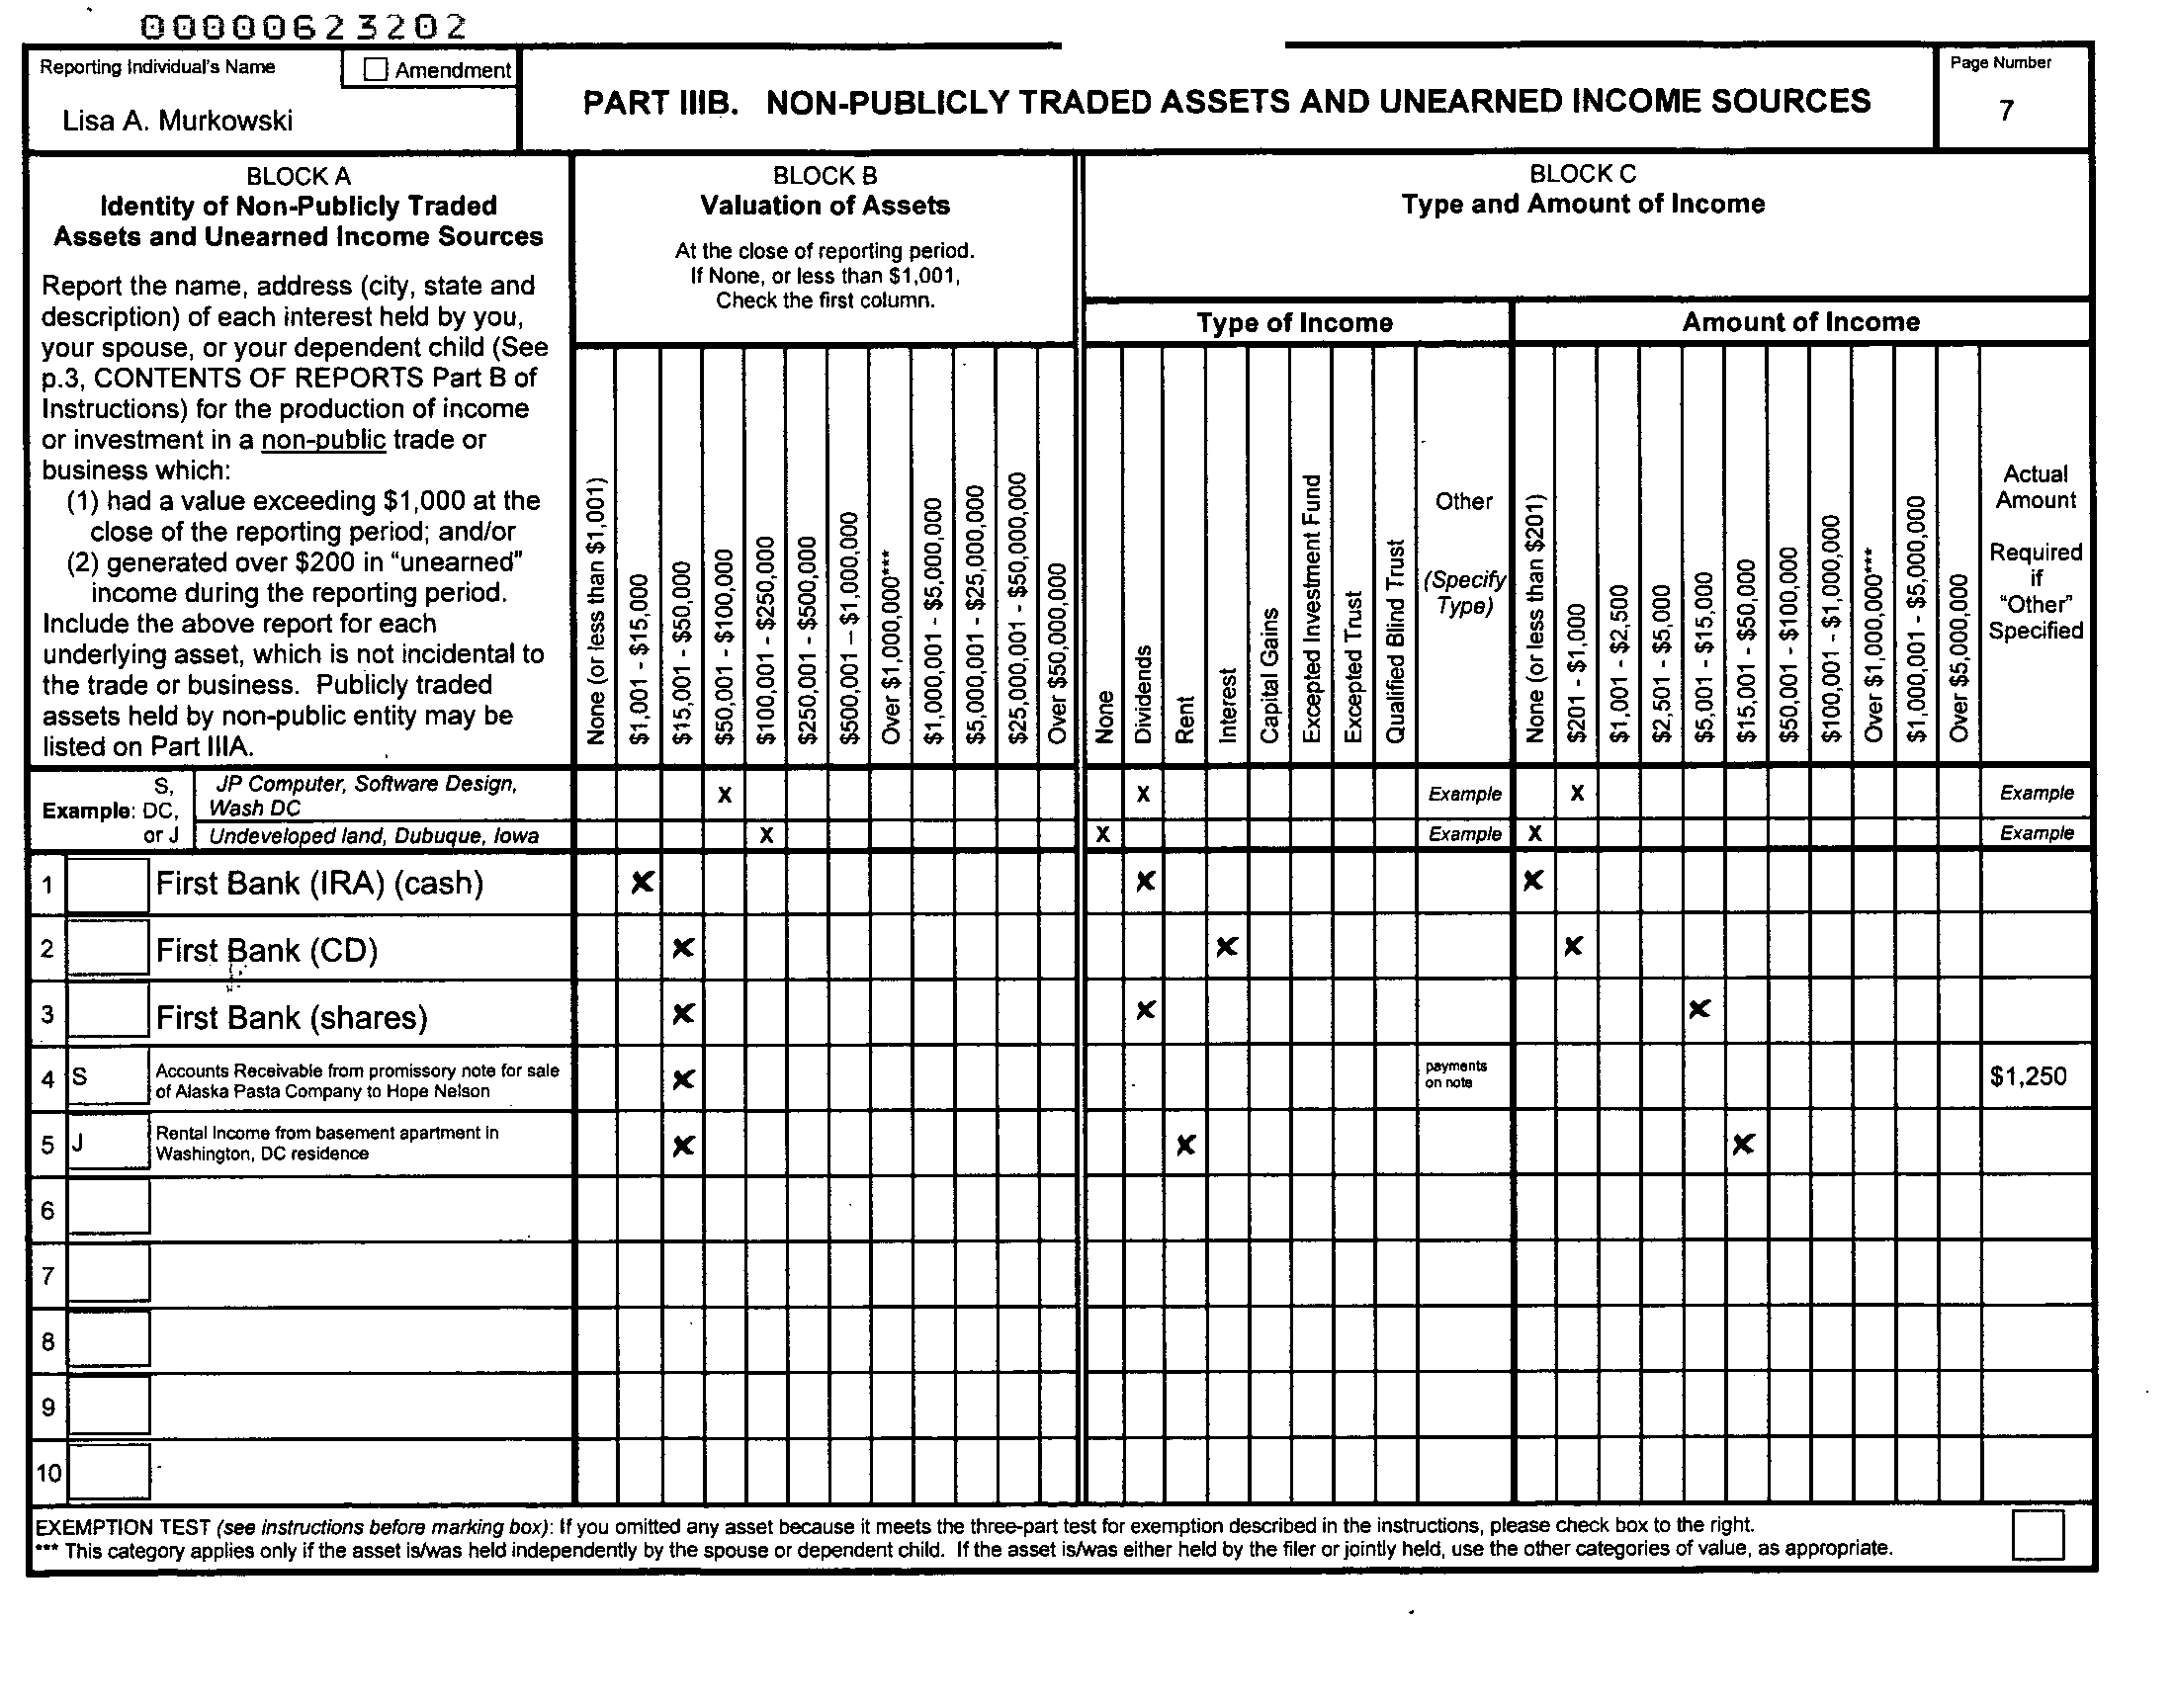 00000623202
Reporting Individual's Name
Amendment
Lisa A. Murkowski
PART IIIB. NON-PUBLICLY TRADED ASSETS AND UNEARNED INCOME SOURCES
Page Number
7
BLOCK A
Identity of Non-Publicly Traded
Assets and Unearned Income Sources
Report the name, address (city, state and
description) of each interest held by you,
your spouse, or your dependent child (See
p.3, CONTENTS OF REPORTS Part B of
Instructions) for the production of income
or investment in a non-public trade or
business which:
(1) had a value exceeding $1,000 at the
close of the reporting period; and/or
(2) generated over $200 in “unearned”
income during the reporting period.
Include the above report for each
underlying asset, which is not incidental to
the trade or business. Publicly traded
assets held by non-public entity may be
listed on Part IIIA.
BLOCK B
Valuation of Assets
At the close of reporting period.
If None, or less than $1,001,
Check the first column.
None (or less than $1,001)
$1,001 - $15,000
$15,001 - $50,000
$50,001 - $100,000
$100,001 - $250,000
$250,001 - $500,000
$500,001 – $1,000,000
Over $1,000,000***
$1,000,001 - $5,000,000
$5,000,001 - $25,000,000
$25,000,001 - $50,000,000
Over $50,000,000
BLOCK C
Type and Amount of Income
Type of Income
None
Dividends
Rent
Interest
Capital Gains
Excepted Investment Fund
Excepted Trust
Qualified Blind Trust
Other
(Specify
Type)
Amount of Income
None (or less than $201)
$201 - $1,000
$1,001 - $2,500
$2,501 - $5,000
$5,001 - $15,000
$15,001 - $50,000
$50,001 - $100,000
$100,001 - $1,000,000
Over $1,000,000***
$1,000,001 - $5,000,000
Over $5,000,000
Actual
Amount
Required
if
“Other”
Specified
Example: S,
DC,
or J
JP Computer, Software Design,
Wash DC
X X Example X Example
Undeveloped land, Dubuque, Iowa X X Example X Example
1 First Bank (IRA) (cash) X X X
2 First Bank (CD) X X X
3 First Bank (shares) X X X
4 S Accounts Receivable from promissory note for sale
of Alaska Pasta Company to Hope Nelson
X payments
on note
$1,250
5 J Rental Income from basement apartment in
Washington, DC residence
X X X
6
7
8
9
10
EXEMPTION TEST (see instructions before marking box): If you omitted any asset because it meets the three-part test for exemption described in the instructions, please check box to the right.
*** This category applies only if the asset is/was held independently by the spouse or dependent child. If the asset is/was either held by the filer or jointly held, use the other categories of value, as appropriate.